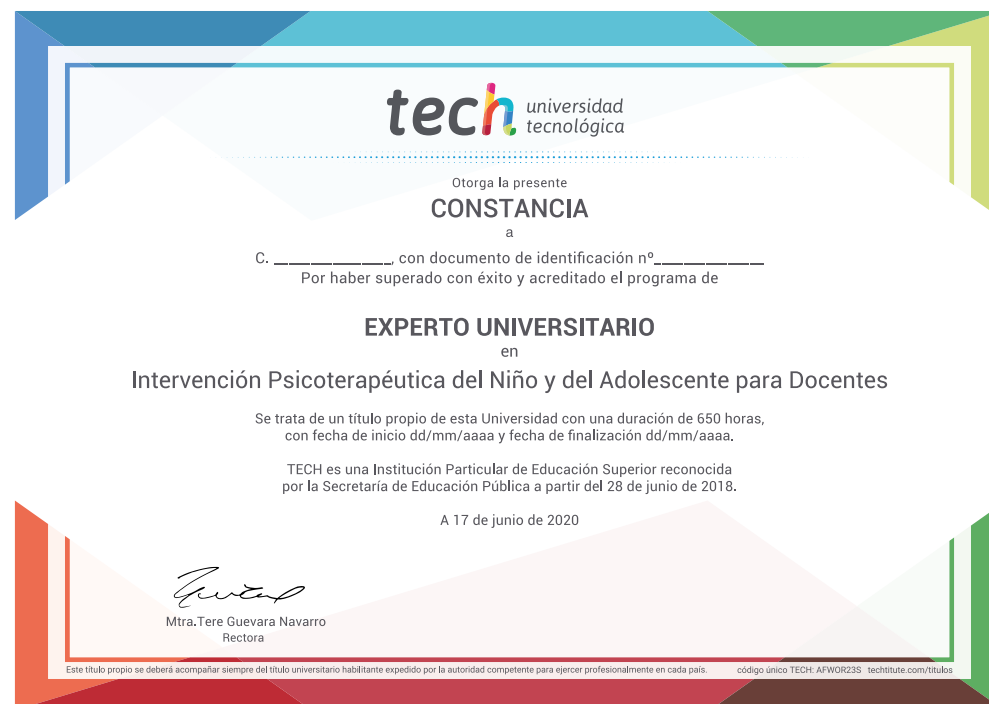 tech universidad
tecnológica
Otorga la presente
CONSTANCIA
a
C. ________________, con documento de identificación nº_______________
Por haber superado con éxito y acreditado el programa de
EXPERTO UNIVERSITARIO
en
Intervención Psicoterapéutica del Niño y del Adolescente para Docentes
Se trata de un título propio de esta Universidad con una duración de 650 horas,
con fecha de inicio dd/mm/aaaa y fecha de finalización dd/mm/aaaa.
TECH es una Institución Particular de Educación Superior reconocida
por la Secretaría de Educación Pública a partir del 28 de junio de 2018.
A 17 de junio de 2020
Mtra.Tere Guevara Navarro
Rectora
Este título propio se deberá acompañar siempre del título universitario habilitante expedido por la autoridad competente para ejercer profesionalmente en cada país. código único TECH: AFWOR23S techtitute.com/titulos